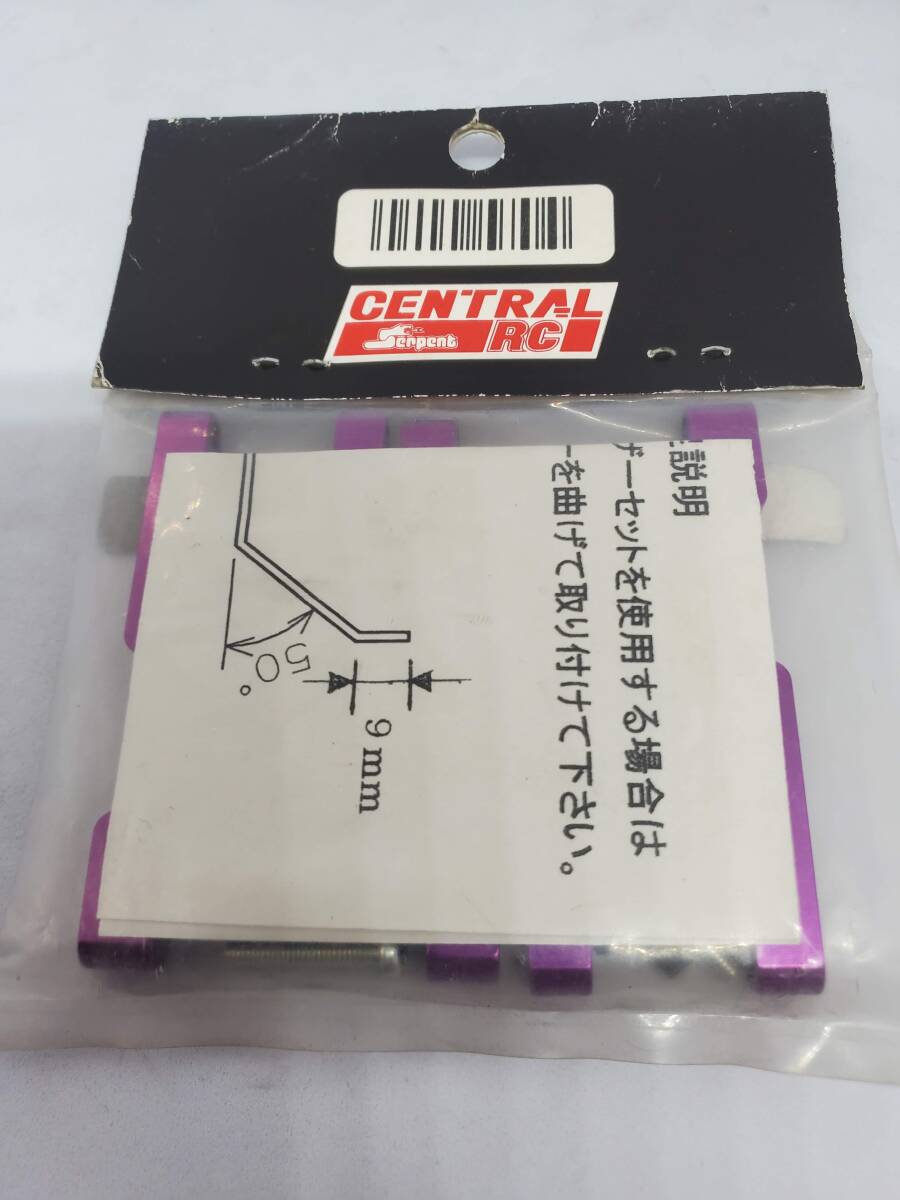 CENTRAL
Serpent RC
説明
ザーセットを使用する場合は
ーを曲げて取り付けて下さい。
50°
9mm